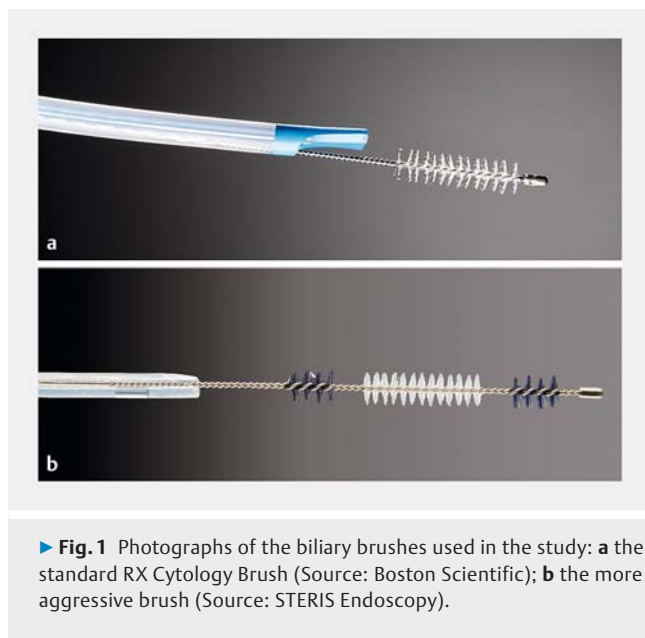 a
b
▶ Fig. 1 Photographs of the biliary brushes used in the study: a the
standard RX Cytology Brush (Source: Boston Scientific); b the more
aggressive brush (Source: STERIS Endoscopy).